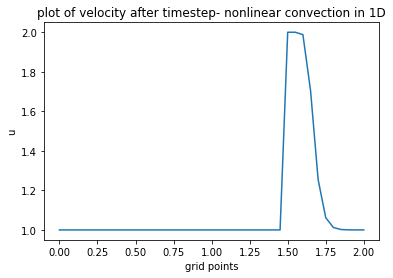 plot of velocity after timestep- nonlinear convection in 1D
2.0
1.8
1.6
1.4
1.2
1.0
u
0.00 0.25 0.50 0.75 1.00 1.25 1.50 1.75 2.00
grid points